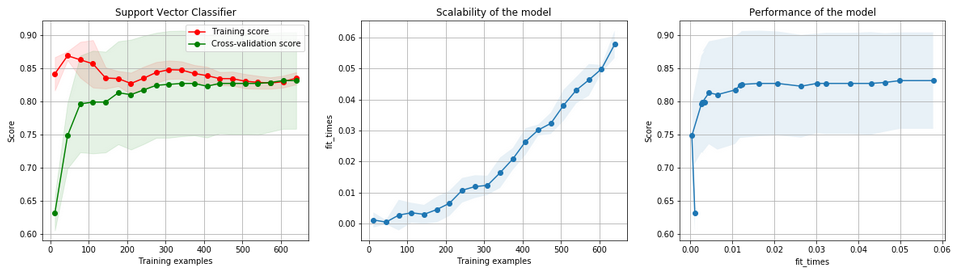 Support Vector Classifier
Training score
Cross-validation score
0.90
0.85
0.80
0.75
0.70
0.65
0.60
Score
0 100 200 300 400 500 600
Training examples
Scalability of the model
0.06
0.05
0.04
0.03
0.02
0.01
0.00
fit_times
0 100 200 300 400 500 600
Training examples
Performance of the model
0.90
0.85
0.80
0.75
0.70
0.65
0.60
Score
0.00 0.01 0.02 0.03 0.04 0.05 0.06
fit_times